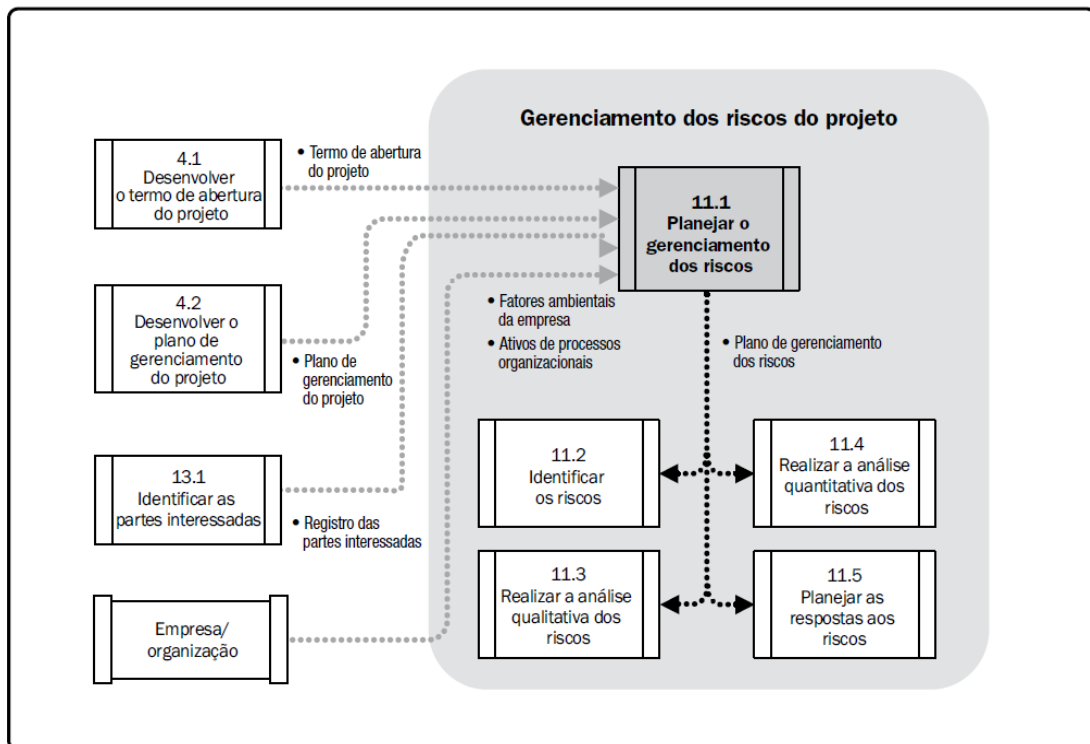 Gerenciamento dos riscos do projeto
4.1
Desenvolver
o termo de abertura
do projeto
• Termo de abertura
do projeto
11.1
Planejar o
gerenciamento
dos riscos
4.2
Desenvolver o
plano de
gerenciamento
do projeto
• Plano de
gerenciamento
do projeto
• Fatores ambientais
da empresa
• Ativos de processos
organizacionais
• Plano de gerenciamento
dos riscos
13.1
Identificar as
partes interessadas
• Registro das
partes interessadas
11.2
Identificar
os riscos
11.4
Realizar a análise
quantitativa dos
riscos
11.3
Realizar a análise
qualitativa dos
riscos
11.5
Planejar as
respostas aos
riscos
Empresa/
organização